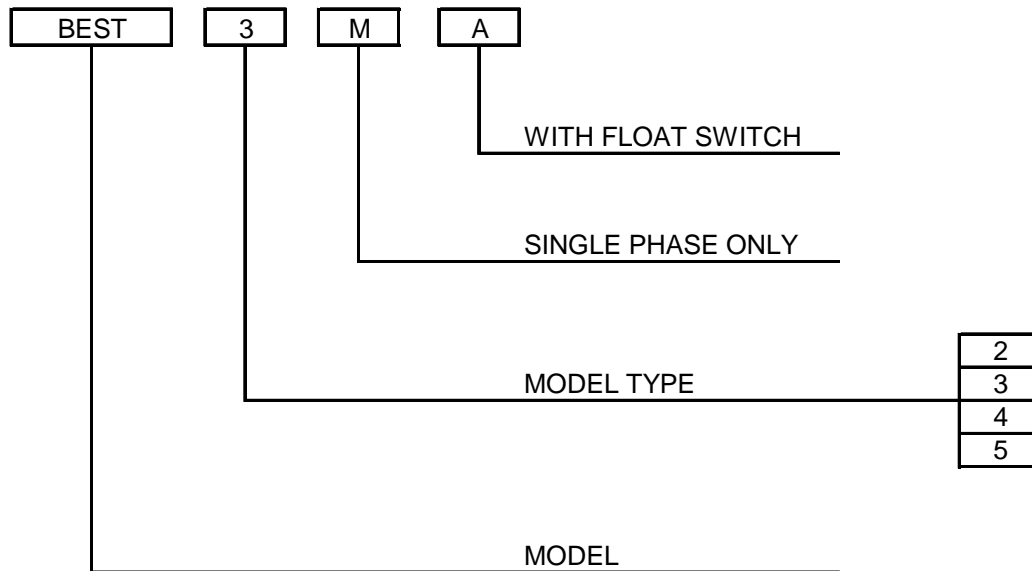 BEST 3 M A
WITH FLOAT SWITCH
SINGLE PHASE ONLY
2
MODEL TYPE 3
4
5
MODEL